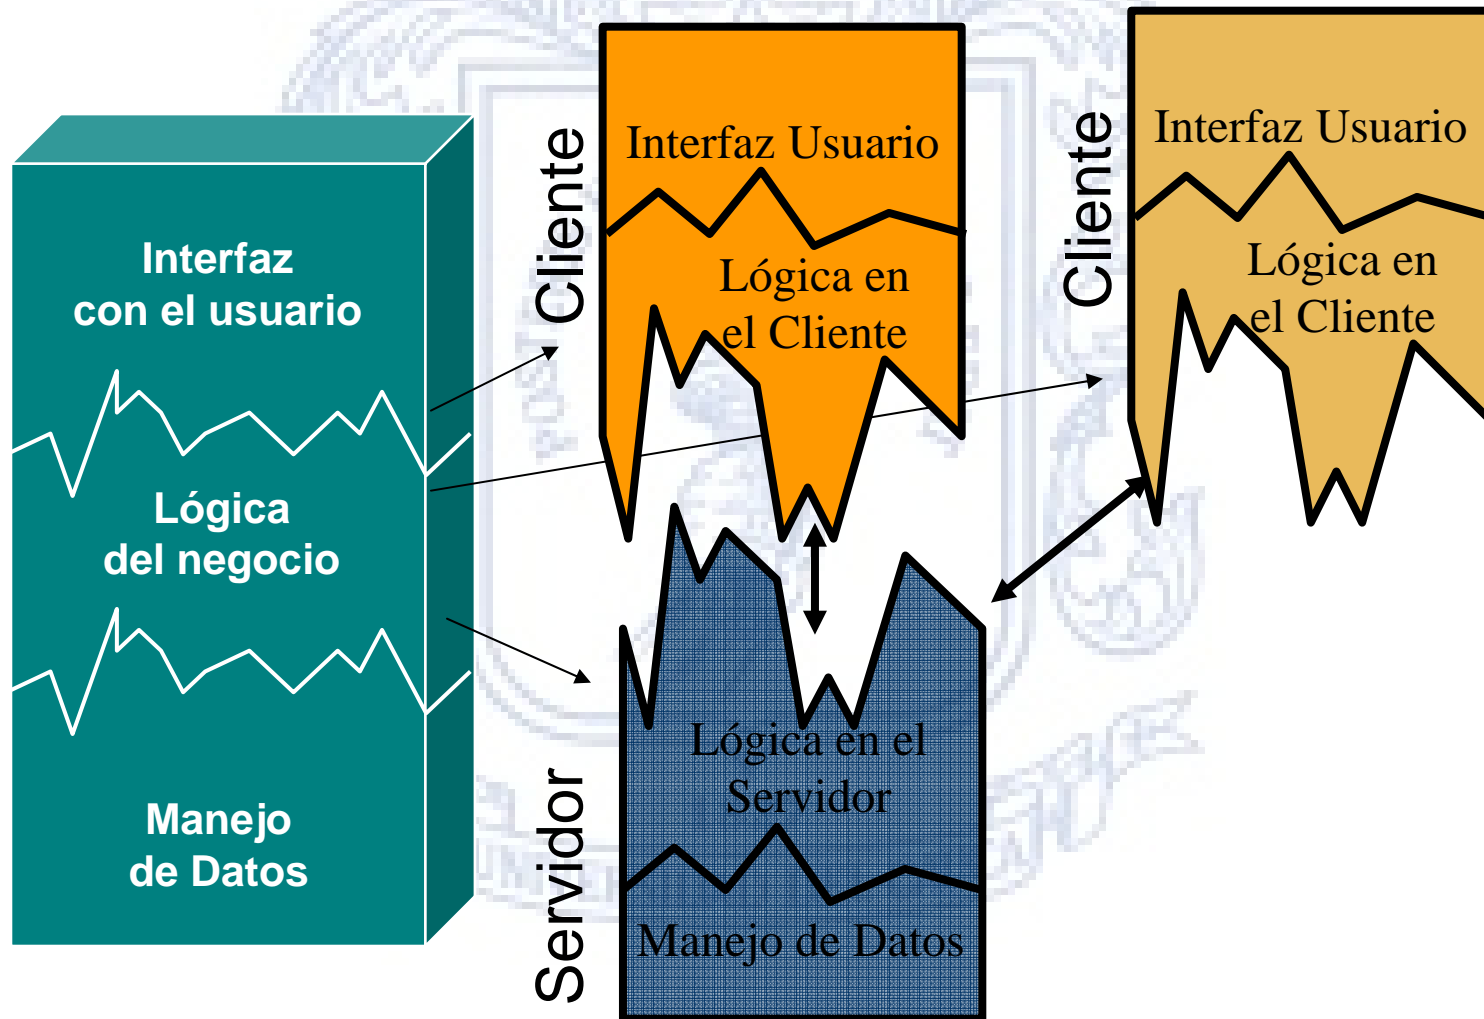 Interfaz
con el usuario
Lógica
del negocio
Manejo
de Datos
Cliente
Interfaz Usuario
Lógica en
el Cliente
Servidor
Lógica en el
Servidor
Manejo de Datos
Cliente
Interfaz Usuario
Lógica en
el Cliente